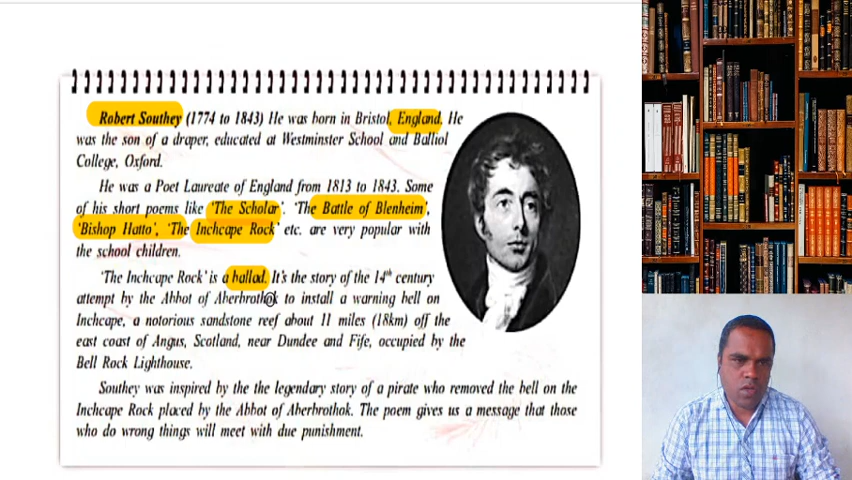 Robert Southey (1774 to 1843) He was born in Bristol, England. He
was the son of a draper, educated at Westminster School and Balliol
College, Oxford.
He was a Poet Laureate of England from 1813 to 1843. Some
of his short poems like 'The Scholar'. 'The Battle of Blenheim',
'Bishop Hatto', 'The Inchcape Rock' etc. are very popular with
the school children.
'The Inchcape Rock' is a ballad. It's the story of the 14th century
attempt by the Abbot of Aberbrothok to install a warning bell on
Inchcape, a notorious sandstone reef about 11 miles (18km) off the
east coast of Angus, Scotland, near Dundee and Fife, occupied by the
Bell Rock Lighthouse.
Southey was inspired by the the legendary story of a pirate who removed the bell on the
Inchcape Rock placed by the Abbot of Aberbrothok. The poem gives us a message that those
who do wrong things will meet with due punishment.